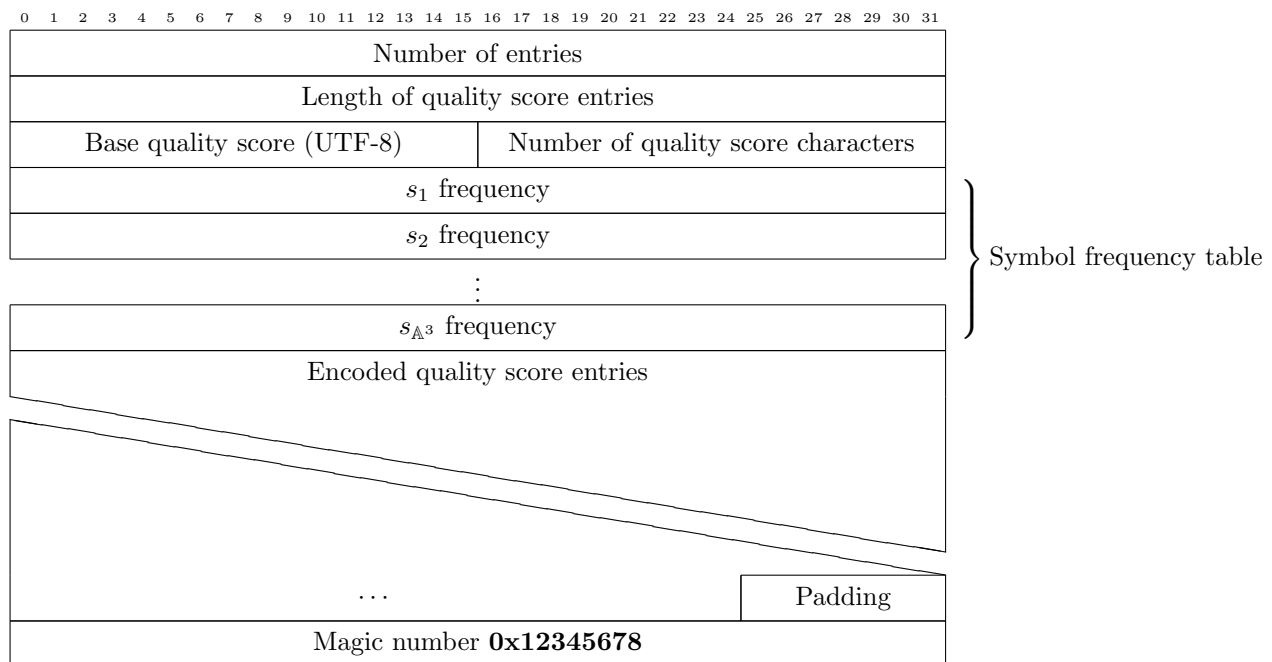 0 1 2 3 4 5 6 7 8 9 10 11 12 13 14 15 16 17 18 19 20 21 22 23 24 25 26 27 28 29 30 31
Number of entries
Length of quality score entries
Base quality score (UTF-8) Number of quality score characters
s₁ frequency
s₂ frequency
Symbol frequency table
⋮
s_𝔸³ frequency
Encoded quality score entries
... Padding
Magic number 0x12345678